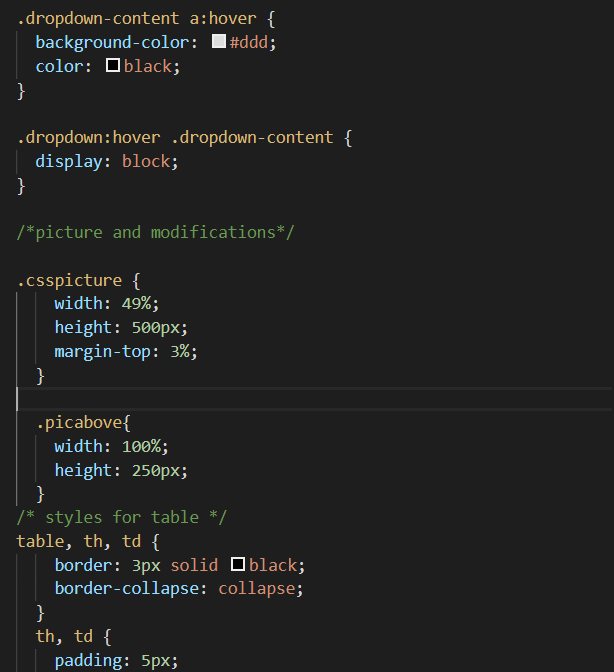 .dropdown-content a:hover {
background-color: #ddd;
color: black;
}
.dropdown:hover .dropdown-content {
display: block;
}
/*picture and modifications*/
.csspicture {
width: 49%;
height: 500px;
margin-top: 3%;
}
.picabove{
width: 100%;
height: 250px;
}
/* styles for table */
table, th, td {
border: 3px solid black;
border-collapse: collapse;
}
th, td {
padding: 5px;